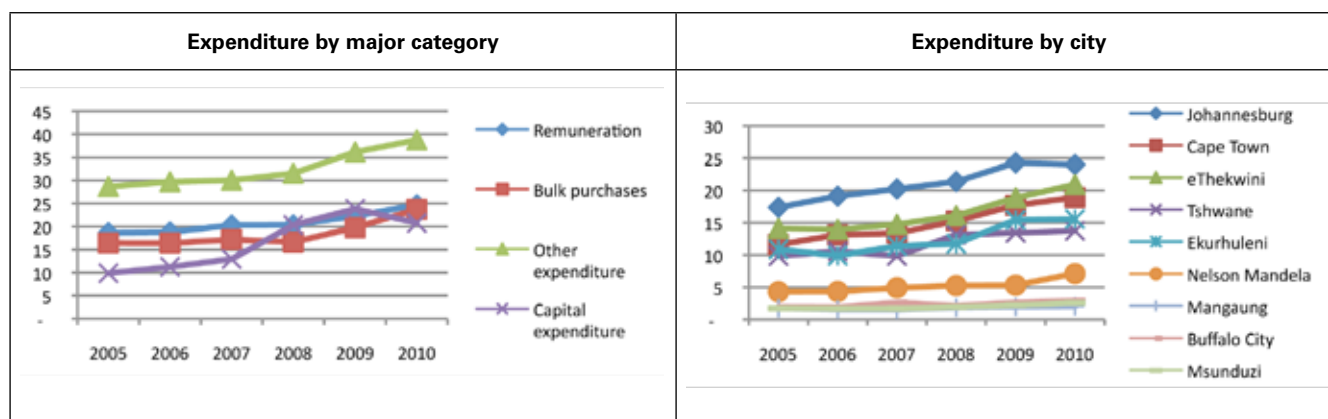 Expenditure by major category
45
40
35
30
25
20
15
10
5
-
2005 2006 2007 2008 2009 2010
Remuneration
Bulk purchases
Other
expenditure
Capital
expenditure
Expenditure by city
30
25
20
15
10
5
-
2005 2006 2007 2008 2009 2010
Johannesburg
Cape Town
eThekwini
Tshwane
Ekurhuleni
Nelson Mandela
Mangaung
Buffalo City
Msunduzi